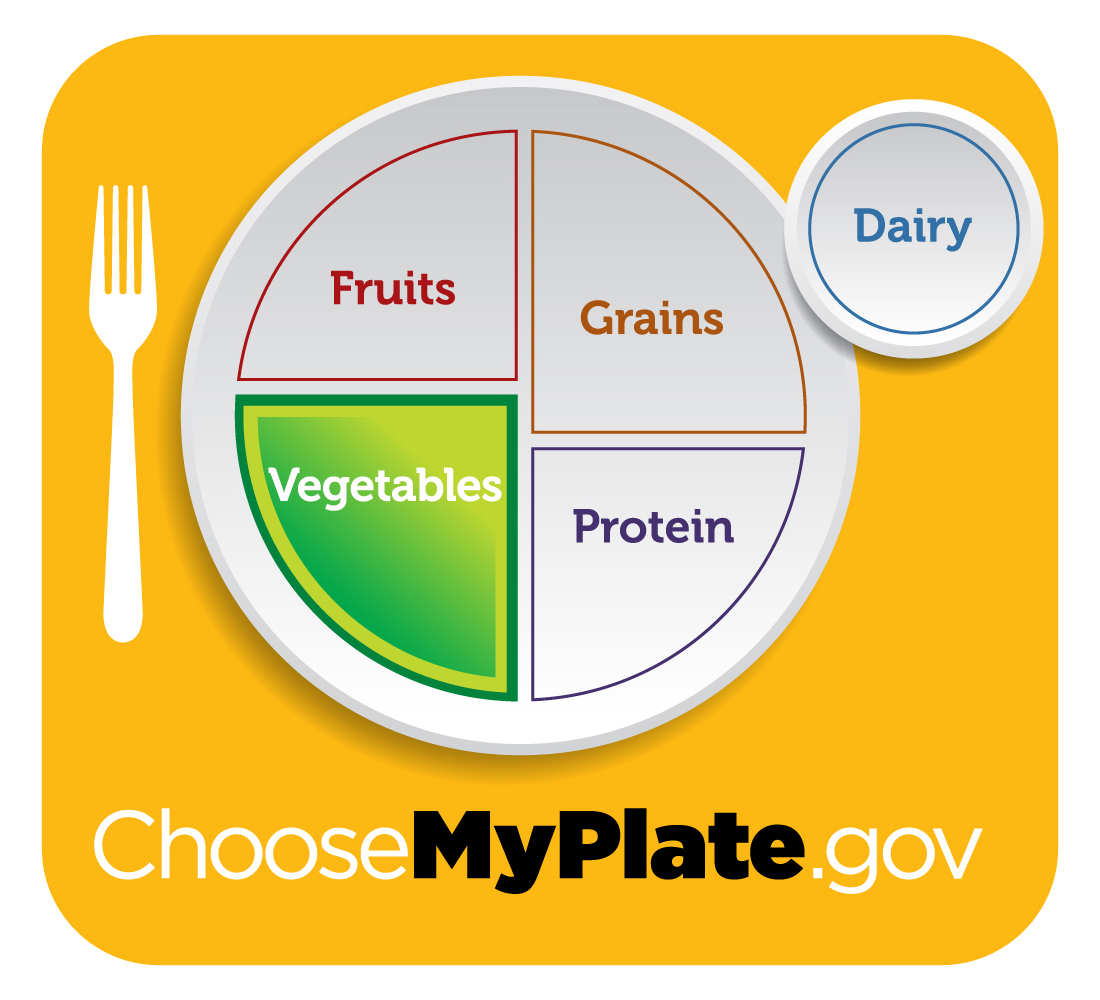 Dairy
Fruits
Grains
Vegetables
Protein
ChooseMyPlate.gov